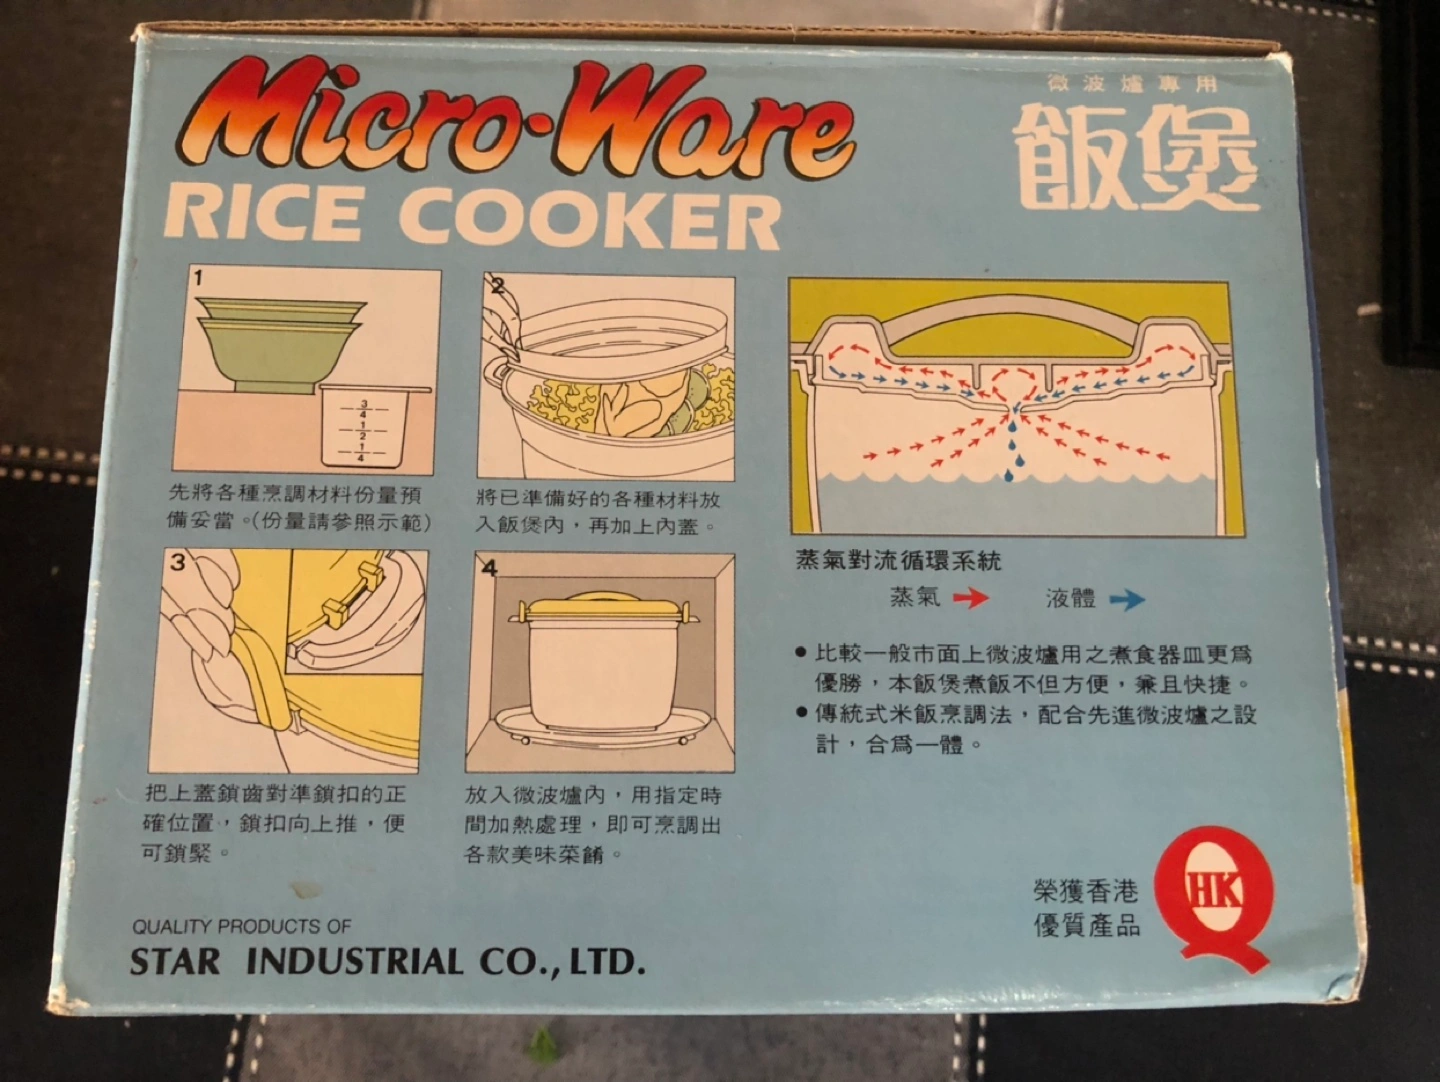 Micro-Ware
RICE COOKER
微波爐專用
飯煲
1
3
4
1
2
1
4
先將各種烹調材料份量預
備妥當。(份量請參照示範)
2
將已準備好的各種材料放
入飯煲內，再加上內蓋。
3
把上蓋鎖齒對準鎖扣的正
確位置，鎖扣向上推，便
可鎖緊。
4
放入微波爐內，用指定時
間加熱處理，即可烹調出
各款美味菜餚。
蒸氣對流循環系統
蒸氣 液體
●比較一般市面上微波爐用之煮食器皿更爲
優勝，本飯煲煮飯不但方便，兼且快捷。
●傳統式米飯烹調法，配合先進微波爐之設
計，合爲一體。
QUALITY PRODUCTS OF
STAR INDUSTRIAL CO., LTD.
榮獲香港
優質產品
HK